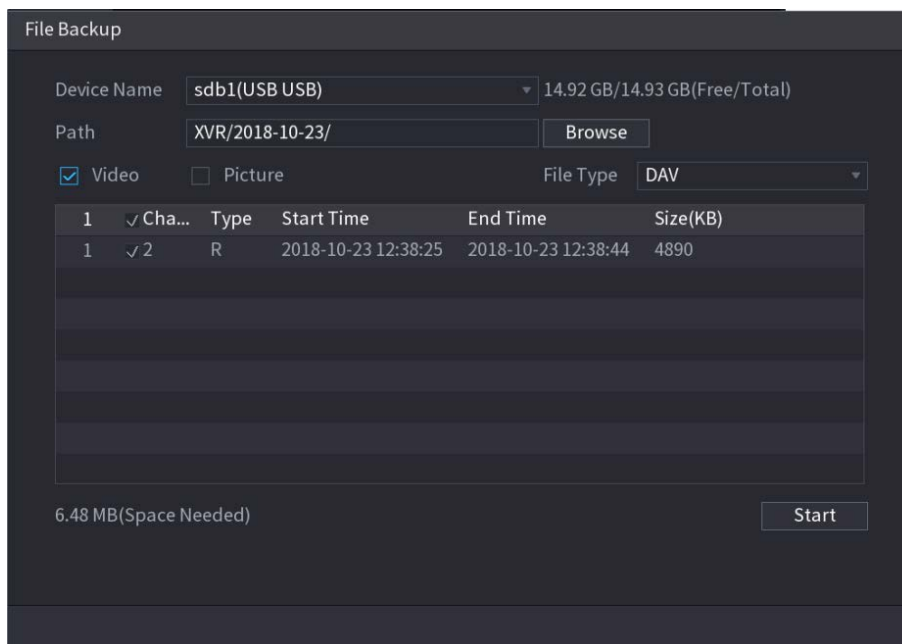 File Backup
Device Name sdb1(USB USB) 14.92 GB/14.93 GB(Free/Total)
Path XVR/2018-10-23/ Browse
Video Picture File Type DAV
1 Cha... Type Start Time End Time Size(KB)
1 2 R 2018-10-23 12:38:25 2018-10-23 12:38:44 4890
6.48 MB(Space Needed) Start